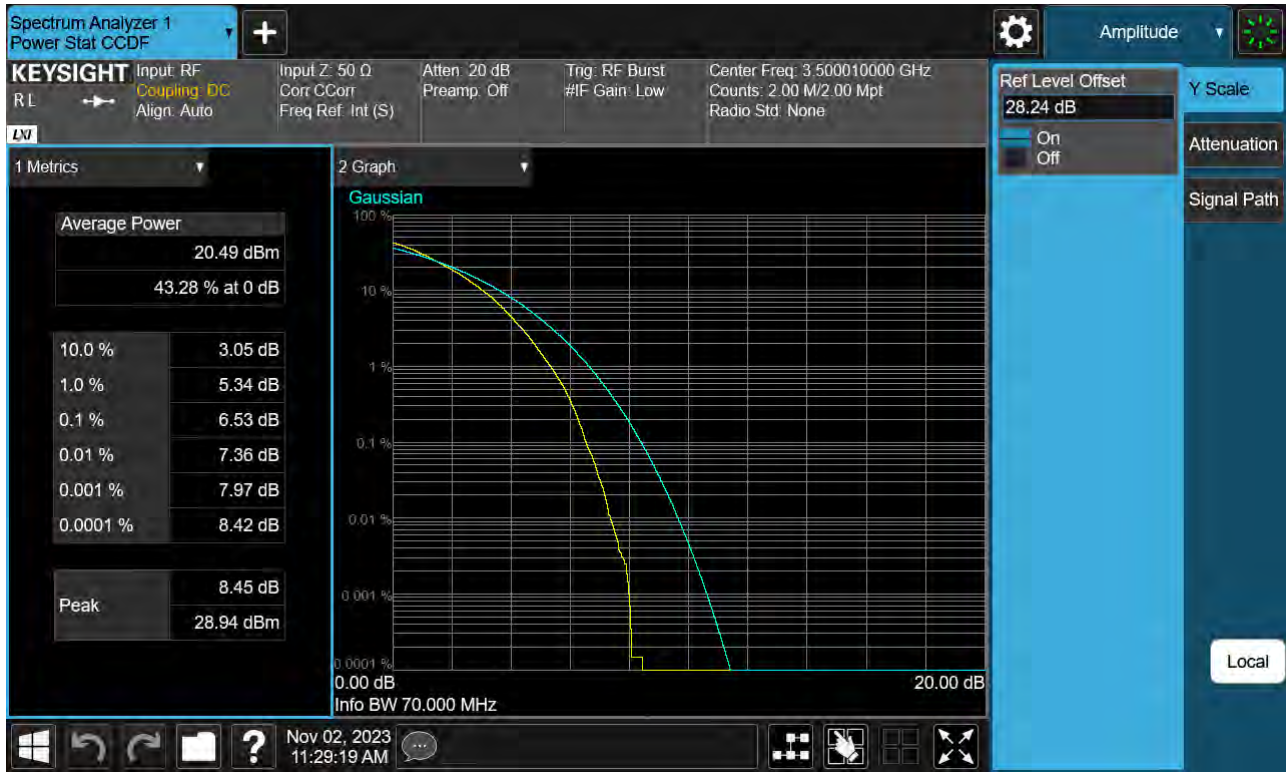 Spectrum Analyzer 1
Power Stat CCDF
+
Amplitude
KEYSIGHT
RL
LXI
Input: RF
Coupling: DC
Align: Auto
Input Z: 50 Ω
Corr CCorr
Freq Ref: Int (S)
Atten: 20 dB
Preamp: Off
Trig: RF Burst
#IF Gain: Low
Center Freq: 3.500010000 GHz
Counts: 2.00 M/2.00 Mpt
Radio Std: None
Ref Level Offset
28.24 dB
On
Off
Y Scale
Attenuation
Signal Path
Local
1 Metrics
Average Power
20.49 dBm
43.28 % at 0 dB
10.0 % 3.05 dB
1.0 % 5.34 dB
0.1 % 6.53 dB
0.01 % 7.36 dB
0.001 % 7.97 dB
0.0001 % 8.42 dB
Peak 8.45 dB
28.94 dBm
2 Graph
Gaussian
100 %
10 %
1 %
0.1 %
0.01 %
0.001 %
0.0001 %
0.00 dB 20.00 dB
Info BW 70.000 MHz
?
Nov 02, 2023
11:29:19 AM